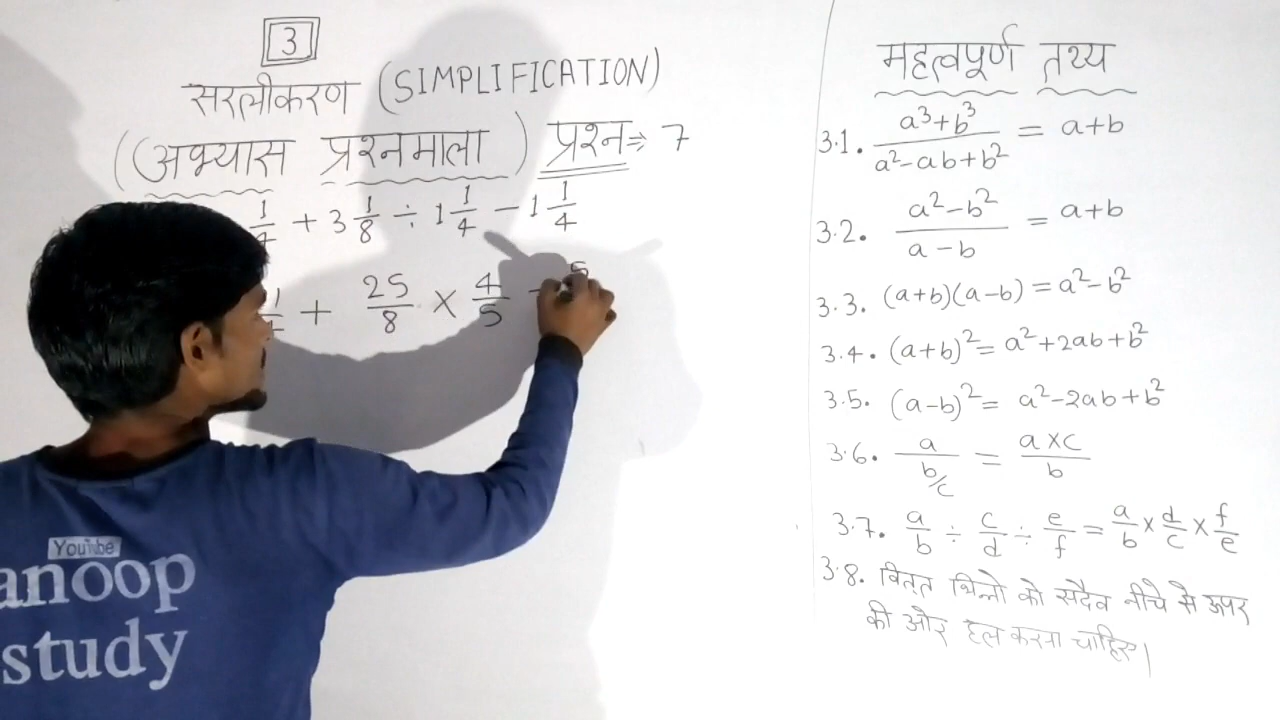 3
सरलीकरण (SIMPLIFICATION)
(अभ्यास प्रश्नमाला) प्रश्न ⇒ 7
1/4 + 3 1/8 ÷ 1 1/4 − 1 1/4
+ 25/8 × 4/5 − 5
महत्वपूर्ण तथ्य
3.1. (a³+b³)/(a²−ab+b²) = a+b
3.2. (a²−b²)/(a−b) = a+b
3.3. (a+b)(a−b) = a²−b²
3.4. (a+b)² = a²+2ab+b²
3.5. (a−b)² = a²−2ab+b²
3.6. a/(b/c) = (a×c)/b
3.7. a/b ÷ c/d ÷ e/f = a/b × d/c × f/e
3.8. वितत भिन्नो को सदैव नीचे से ऊपर
की ओर हल करना चाहिए।
YouTube
anoop
study